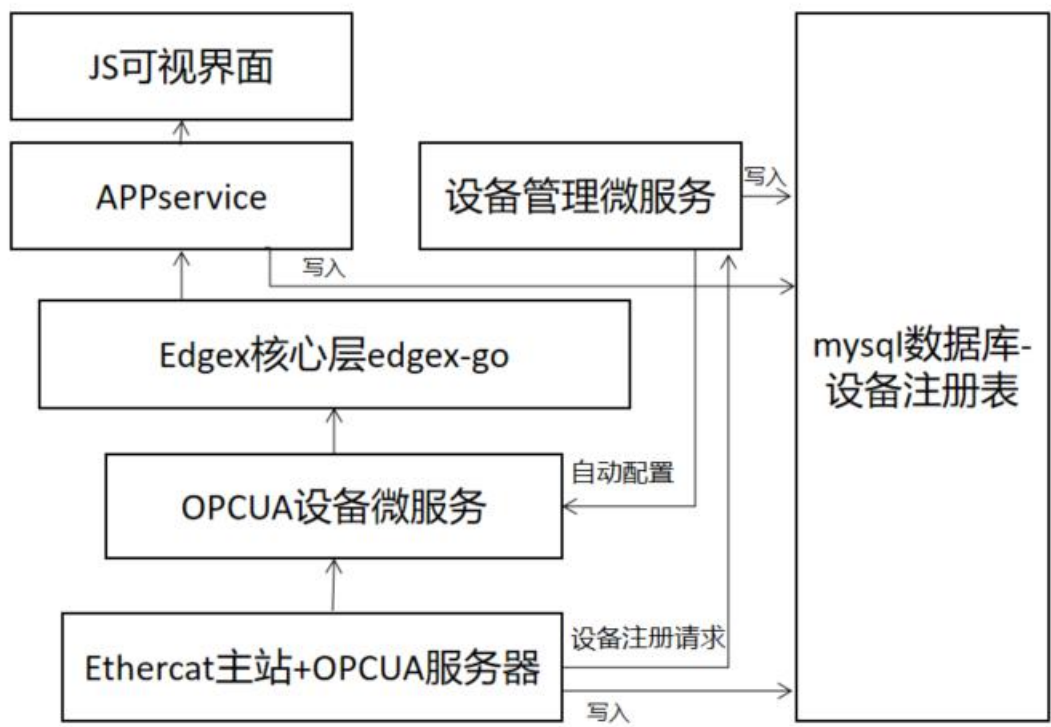 JS可视界面
APPservice
设备管理微服务
写入
写入
Edgex核心层edgex-go
mysql数据库-
设备注册表
自动配置
OPCUA设备微服务
设备注册请求
Ethercat主站+OPCUA服务器
写入